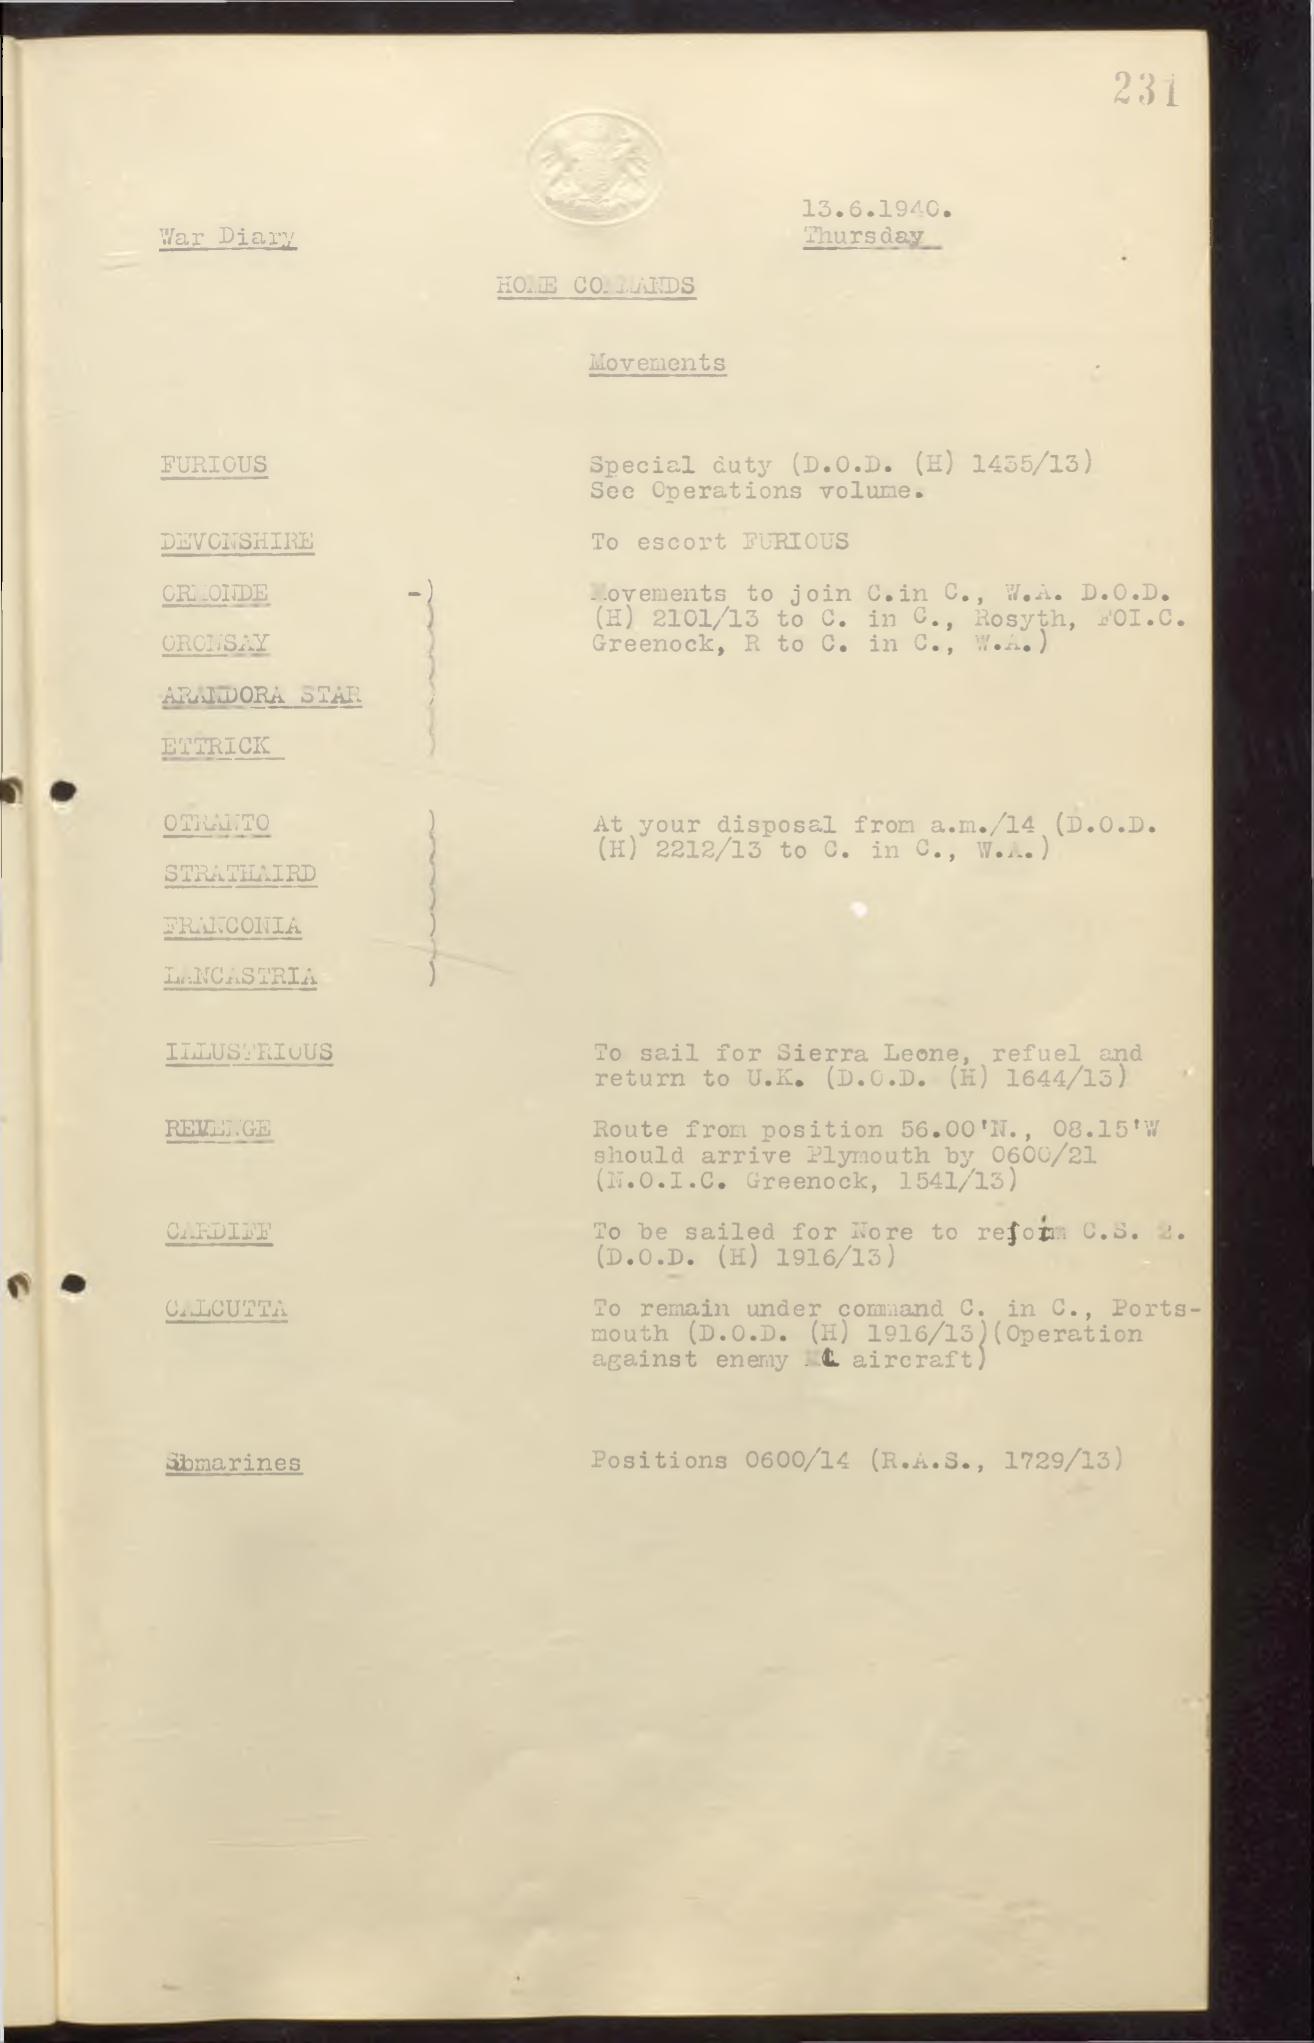 231
13.6.1940.
War Diary
Thursday
HOME COMMANDS
Movements
FURIOUS
Special duty (D.O.D. (H) 1435/13)
See Operations volume.
DEVONSHIRE
To escort FURIOUS
ORMONDE -)
Movements to join C.in C., W.A. D.O.D.
(H) 2101/13 to C. in C., Rosyth, FOI.C.
ORONSAY
Greenock, R to C. in C., W.A.)
ARANDORA STAR
ETTRICK
OTRANTO )
At your disposal from a.m./14 (D.O.D.
(H) 2212/13 to C. in C., W.A.)
STRATHAIRD
FRANCONIA
LANCASTRIA )
ILLUSTRIOUS
To sail for Sierra Leone, refuel and
return to U.K. (D.O.D. (H) 1644/13)
REVENGE
Route from position 56.00'N., 08.15'W
should arrive Plymouth by 0600/21
(N.O.I.C. Greenock, 1541/13)
CARDIFF
To be sailed for Nore to rejoin C.S. 2.
(D.O.D. (H) 1916/13)
CALCUTTA
To remain under command C. in C., Ports-
mouth (D.O.D. (H) 1916/13)(Operation
against enemy aircraft)
Sbmarines
Positions 0600/14 (R.A.S., 1729/13)